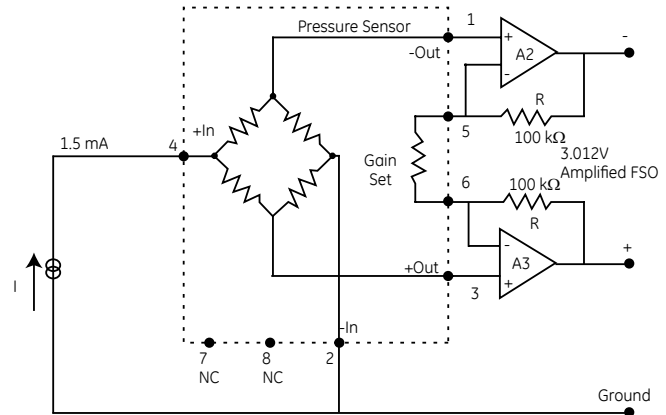 Pressure Sensor
1
-
-Out
+
A2
-
R
1.5 mA
4
+In
5
100 kΩ
3.012V
Amplified FSO
Gain
Set
6
100 kΩ
R
-
A3
+
+
+Out
3
I
-In
7
NC
8
NC
2
Ground